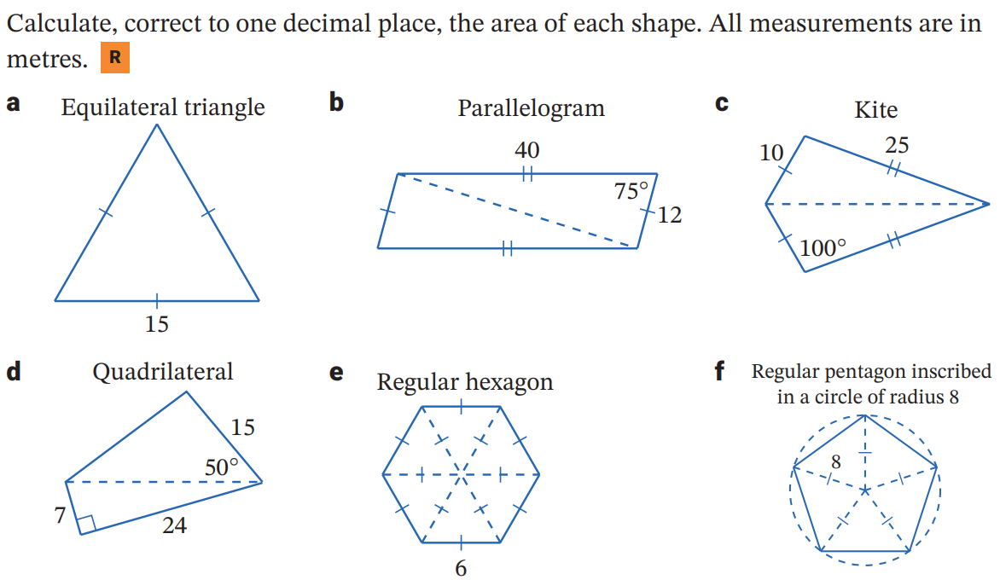 Calculate, correct to one decimal place, the area of each shape. All measurements are in
metres. R
a Equilateral triangle
15
b Parallelogram
40
75°
12
c Kite
10
25
100°
d Quadrilateral
15
50°
7
24
e Regular hexagon
6
f Regular pentagon inscribed
in a circle of radius 8
8